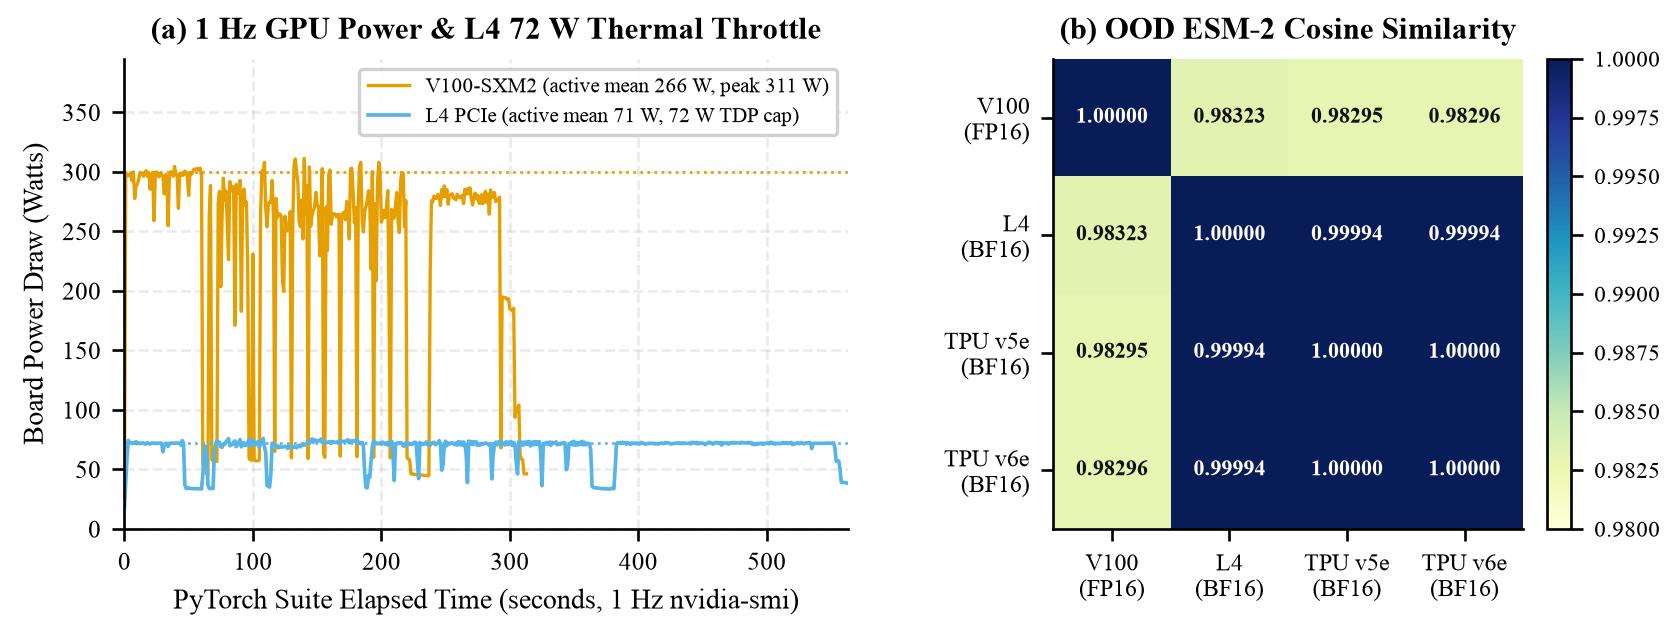 (a) 1 Hz GPU Power & L4 72 W Thermal Throttle
V100-SXM2 (active mean 266 W, peak 311 W)
L4 PCIe (active mean 71 W, 72 W TDP cap)
Board Power Draw (Watts)
350
300
250
200
150
100
50
0
0 100 200 300 400 500
PyTorch Suite Elapsed Time (seconds, 1 Hz nvidia-smi)
(b) OOD ESM-2 Cosine Similarity
V100
(FP16)
1.00000 0.98323 0.98295 0.98296
L4
(BF16)
0.98323 1.00000 0.99994 0.99994
TPU v5e
(BF16)
0.98295 0.99994 1.00000 1.00000
TPU v6e
(BF16)
0.98296 0.99994 1.00000 1.00000
V100 L4 TPU v5e TPU v6e
(FP16) (BF16) (BF16) (BF16)
1.0000
0.9975
0.9950
0.9925
0.9900
0.9875
0.9850
0.9825
0.9800